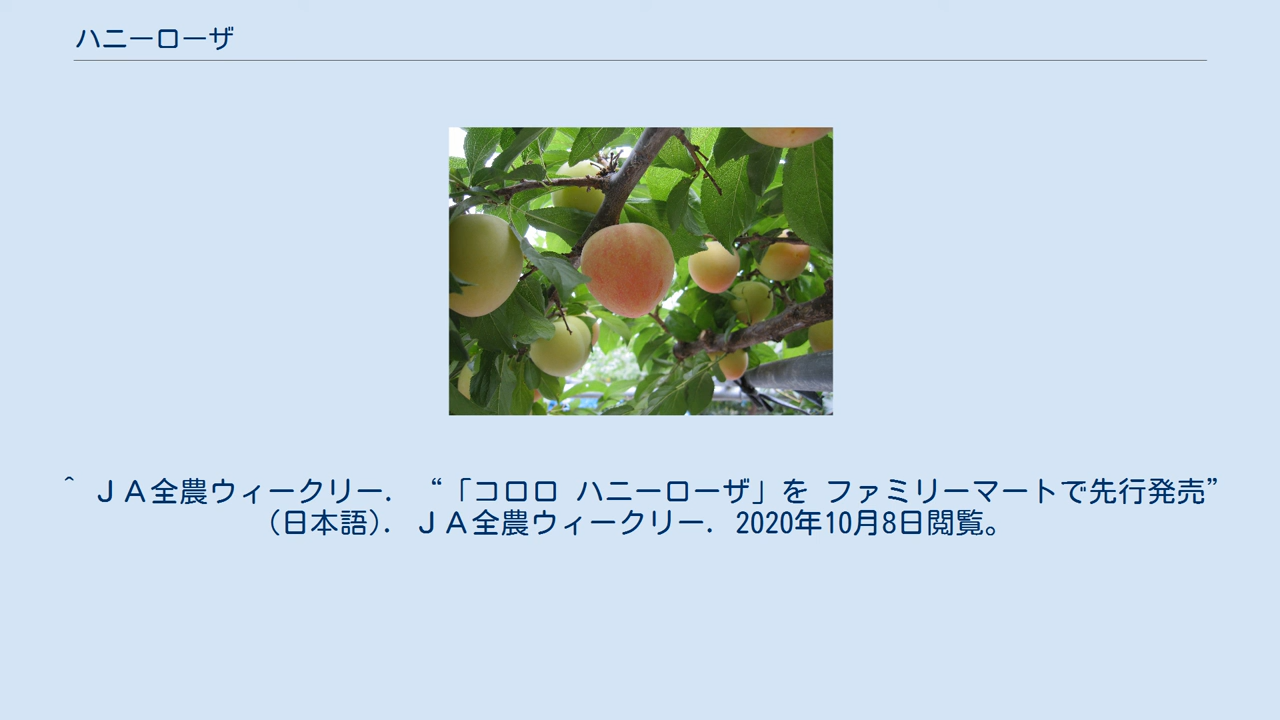 ハニーローザ
^ ＪＡ全農ウィークリー. “「コロロ ハニーローザ」を ファミリーマートで先行発売”
(日本語). ＪＡ全農ウィークリー. 2020年10月8日閲覧。